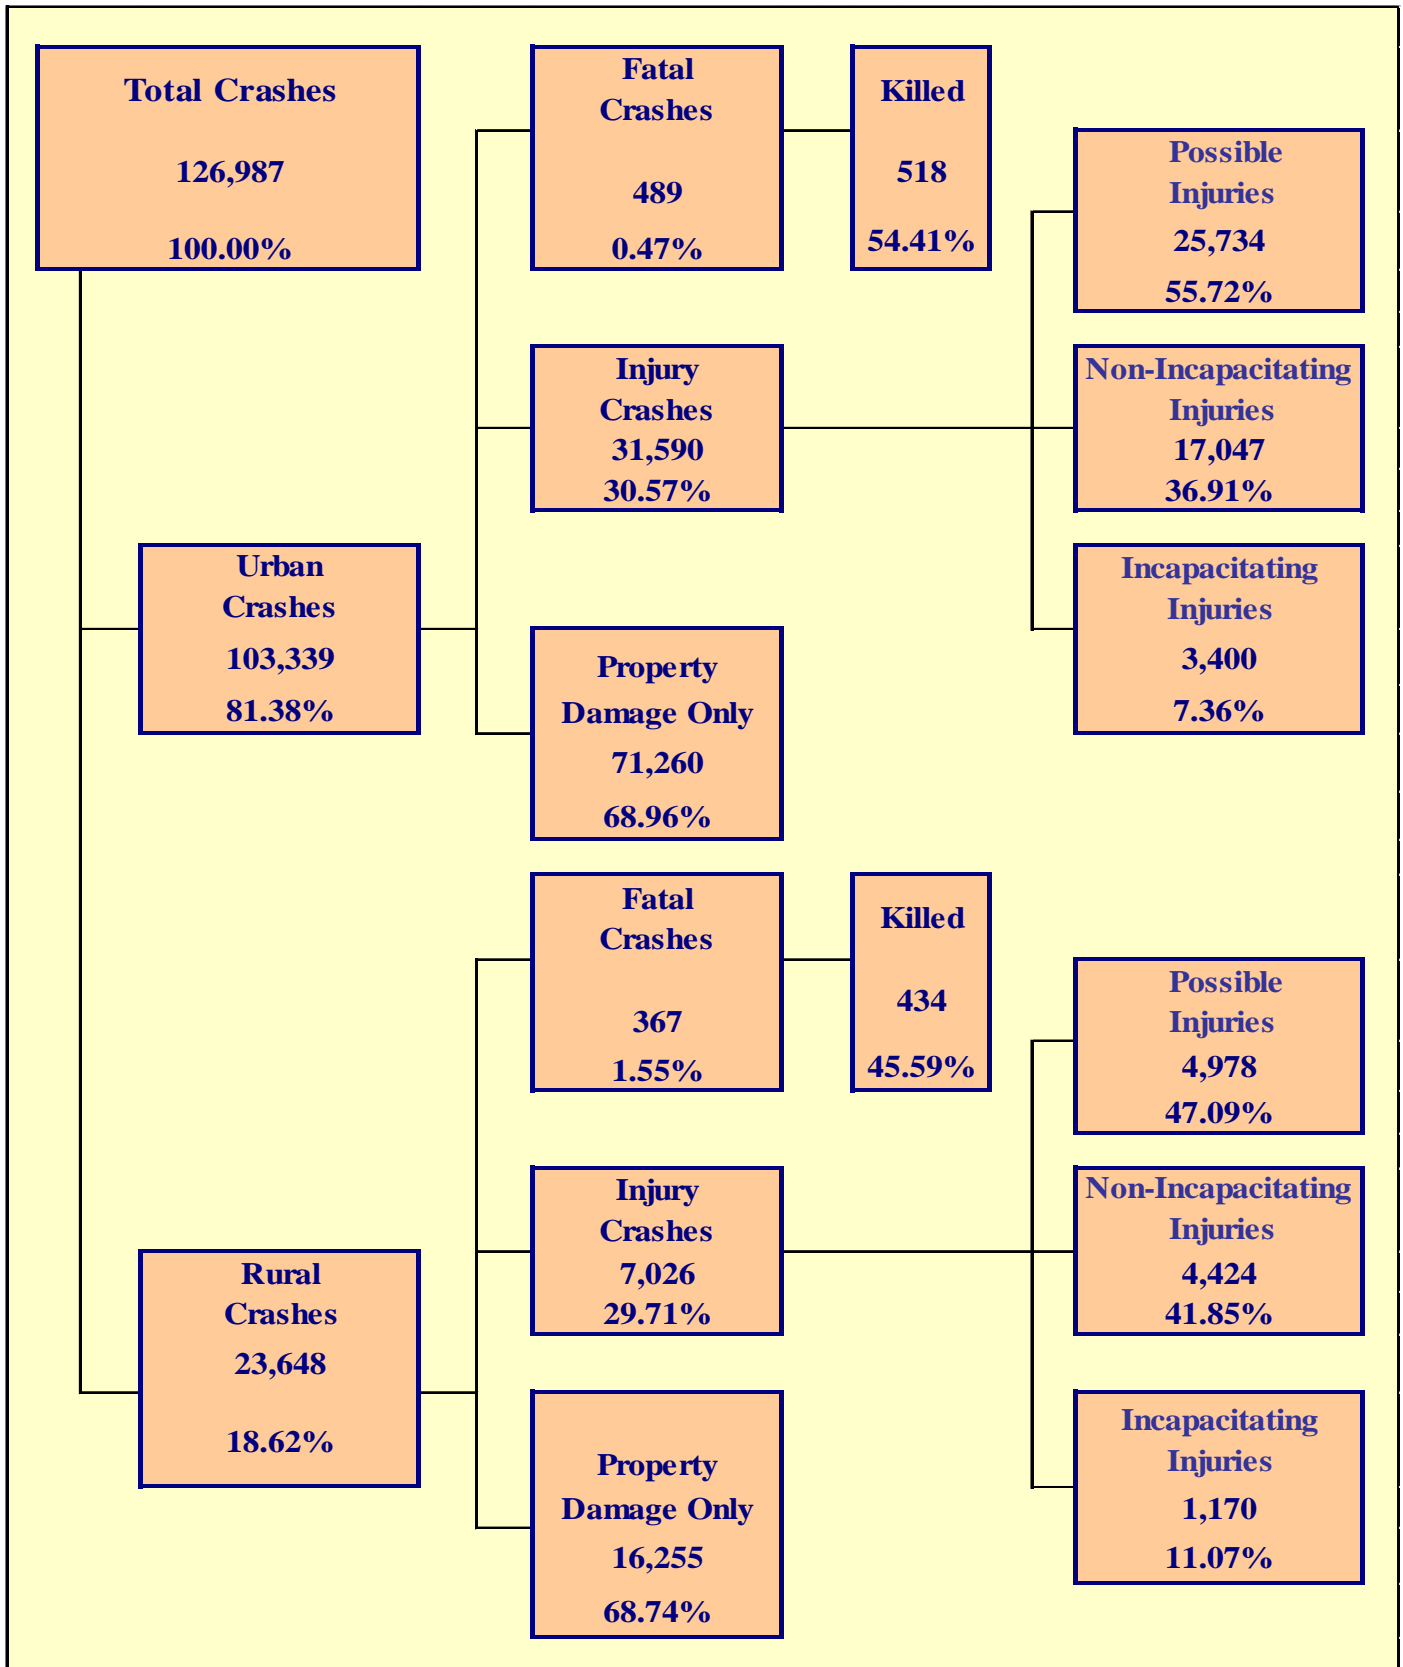 Total Crashes
126,987
100.00%
Urban
Crashes
103,339
81.38%
Fatal
Crashes
489
0.47%
Killed
518
54.41%
Injury
Crashes
31,590
30.57%
Possible
Injuries
25,734
55.72%
Non-Incapacitating
Injuries
17,047
36.91%
Incapacitating
Injuries
3,400
7.36%
Property
Damage Only
71,260
68.96%
Rural
Crashes
23,648
18.62%
Fatal
Crashes
367
1.55%
Killed
434
45.59%
Injury
Crashes
7,026
29.71%
Possible
Injuries
4,978
47.09%
Non-Incapacitating
Injuries
4,424
41.85%
Incapacitating
Injuries
1,170
11.07%
Property
Damage Only
16,255
68.74%